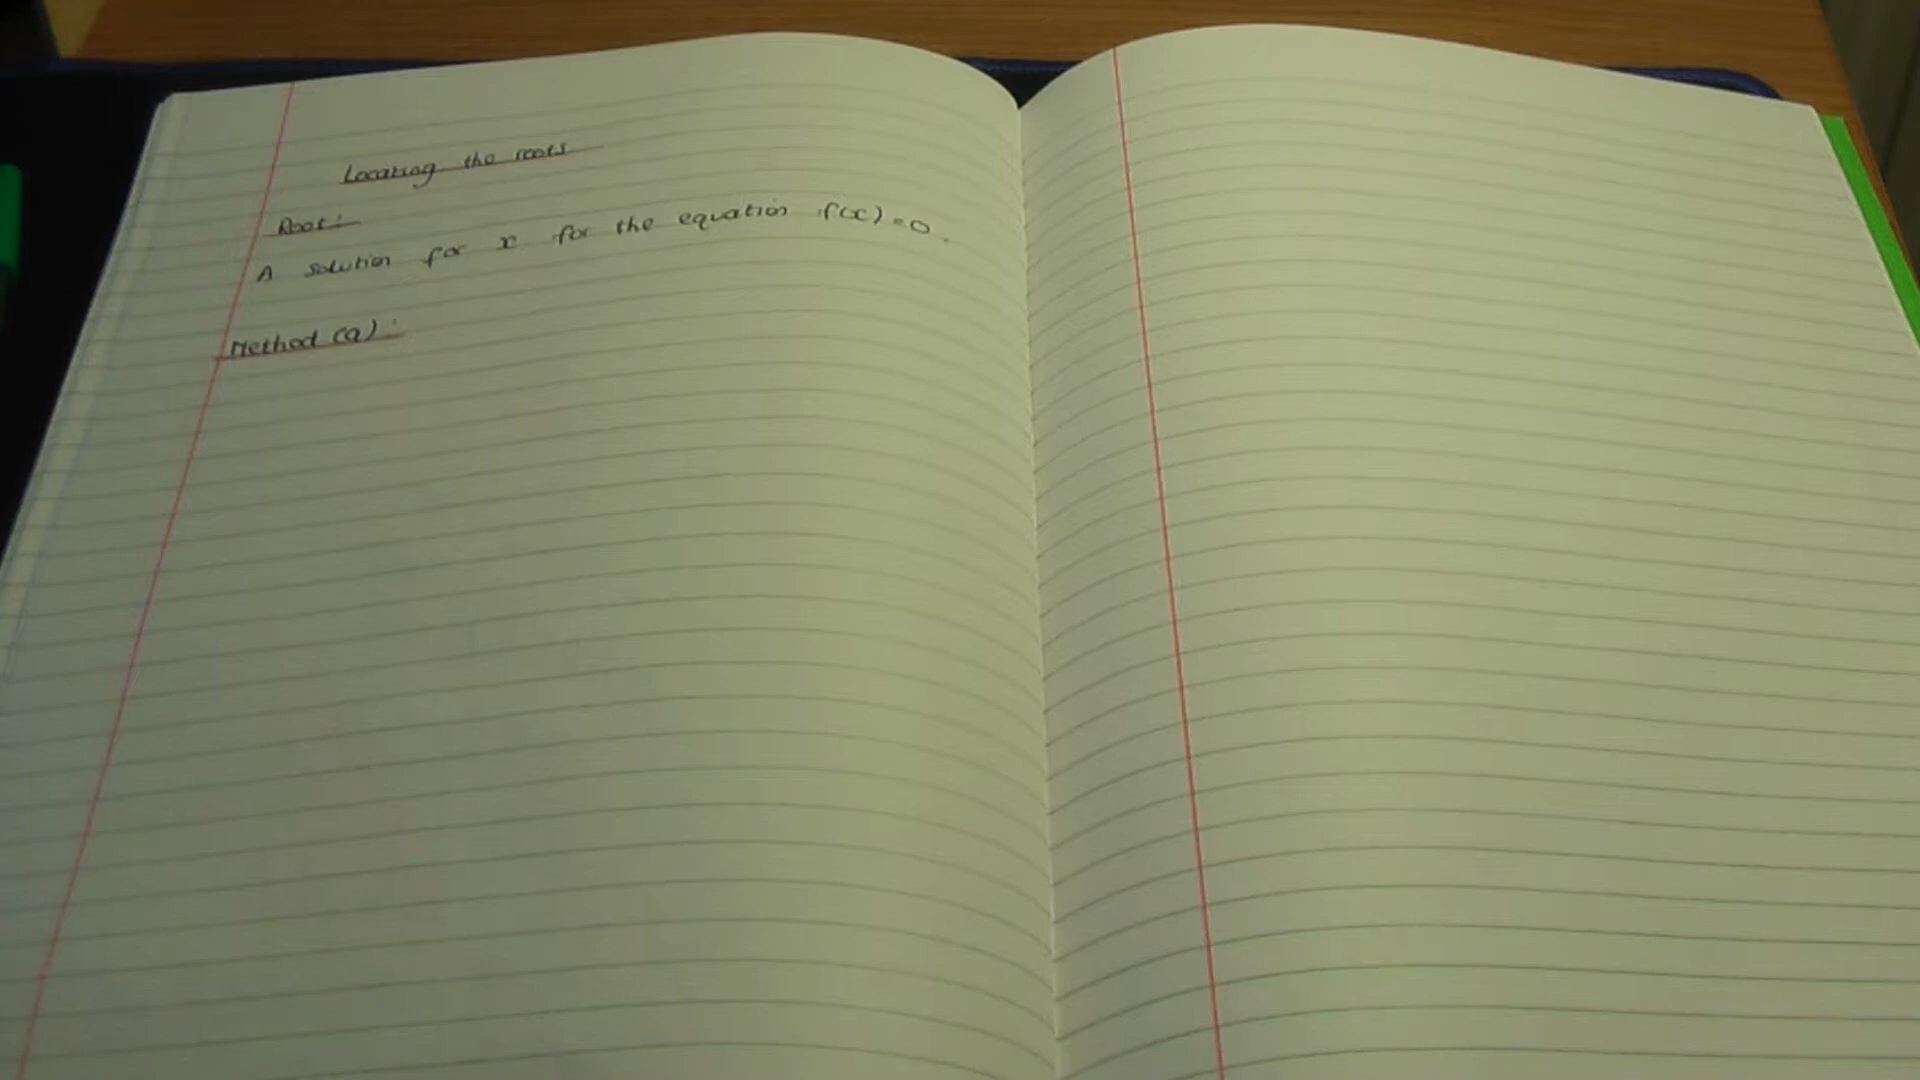 Locating the roots
Root:
A solution for x for the equation f(x)=0.
Method (a):